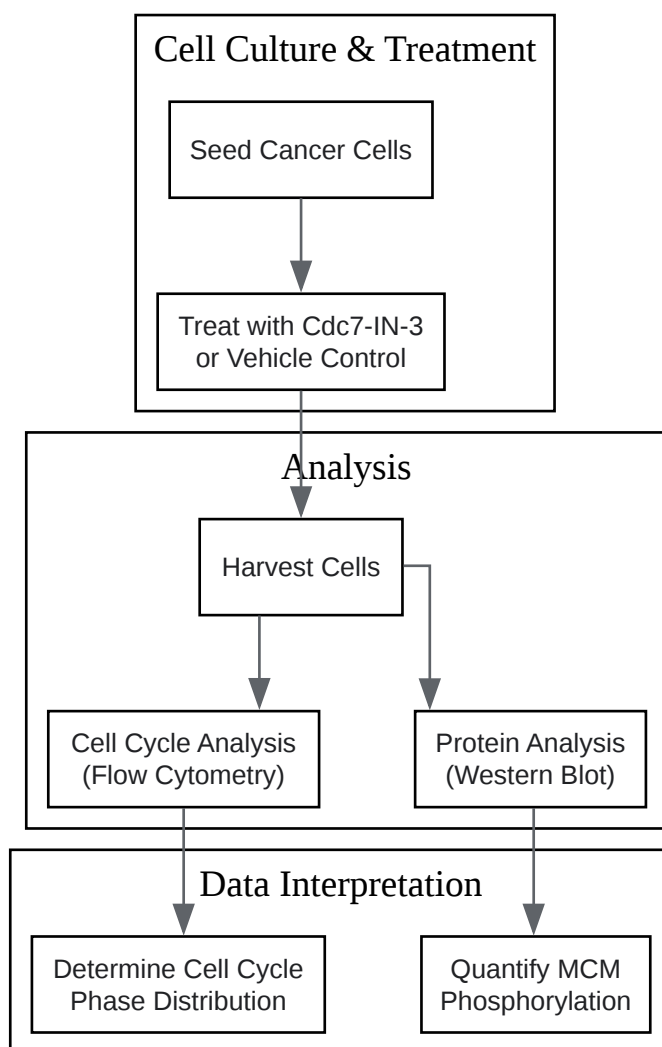 Cell Culture & Treatment
Seed Cancer Cells
Treat with Cdc7-IN-3
or Vehicle Control
Analysis
Harvest Cells
Cell Cycle Analysis
(Flow Cytometry)
Protein Analysis
(Western Blot)
Data Interpretation
Determine Cell Cycle
Phase Distribution
Quantify MCM
Phosphorylation